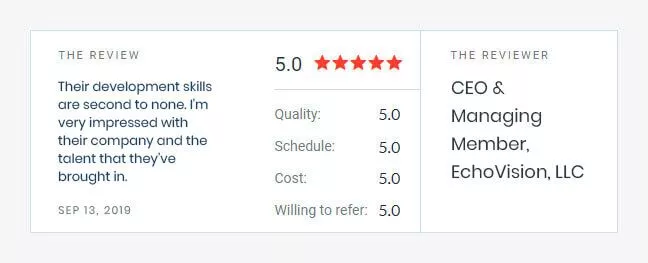 THE REVIEW
Their development skills
are second to none. I'm
very impressed with
their company and the
talent that they've
brought in.
SEP 13, 2019
5.0
Quality: 5.0
Schedule: 5.0
Cost: 5.0
Willing to refer: 5.0
THE REVIEWER
CEO &
Managing
Member,
EchoVision, LLC